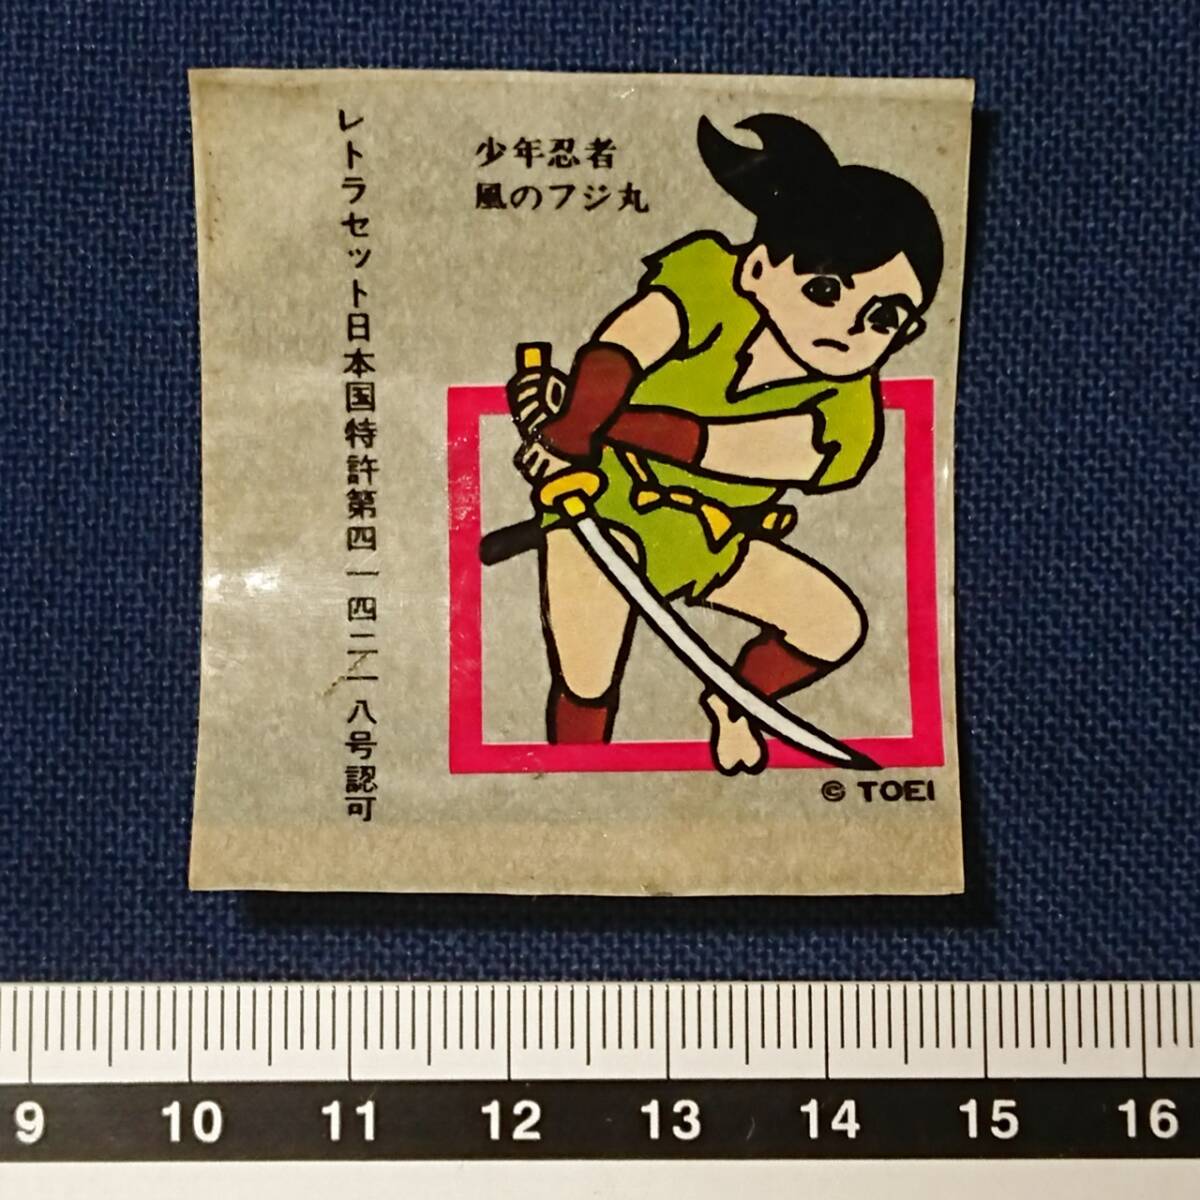 少年忍者
風のフジ丸
レトラセット日本国特許第四一四二一八号認可
© TOEI
9 10 11 12 13 14 15 16